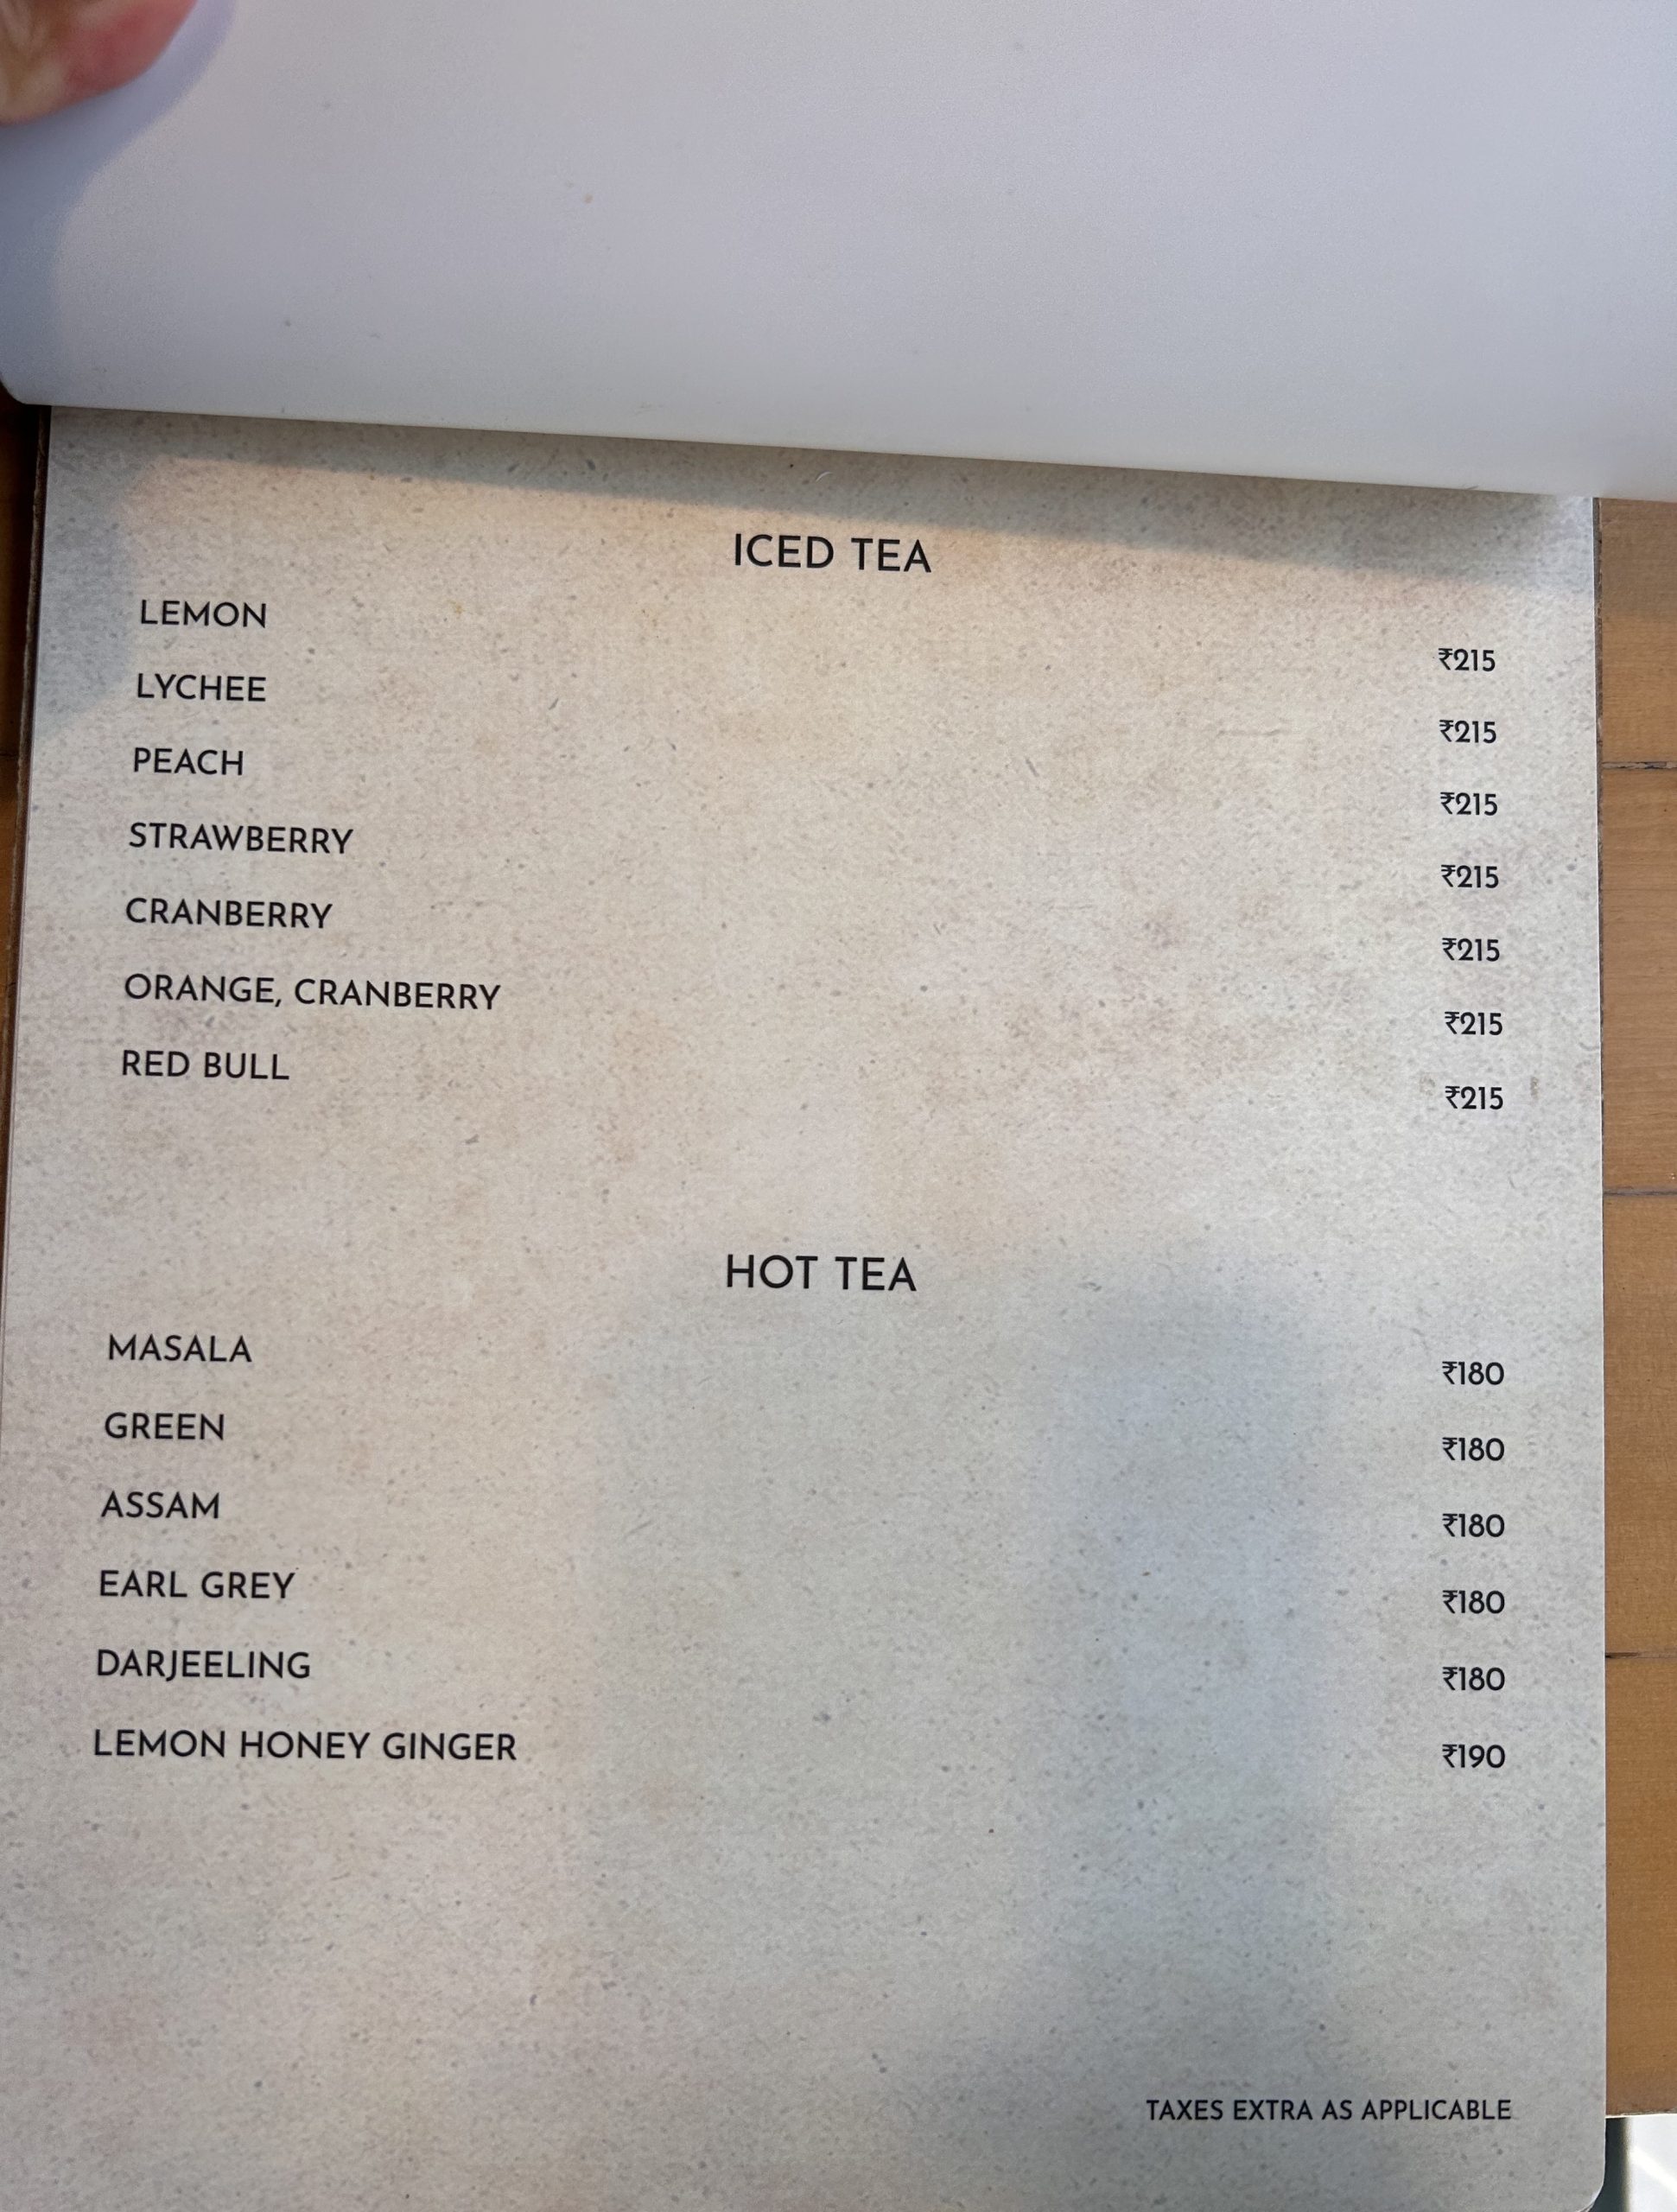 ICED TEA
LEMON ₹215
LYCHEE ₹215
PEACH ₹215
STRAWBERRY ₹215
CRANBERRY ₹215
ORANGE, CRANBERRY ₹215
RED BULL ₹215
HOT TEA
MASALA ₹180
GREEN ₹180
ASSAM ₹180
EARL GREY ₹180
DARJEELING ₹180
LEMON HONEY GINGER ₹190
TAXES EXTRA AS APPLICABLE